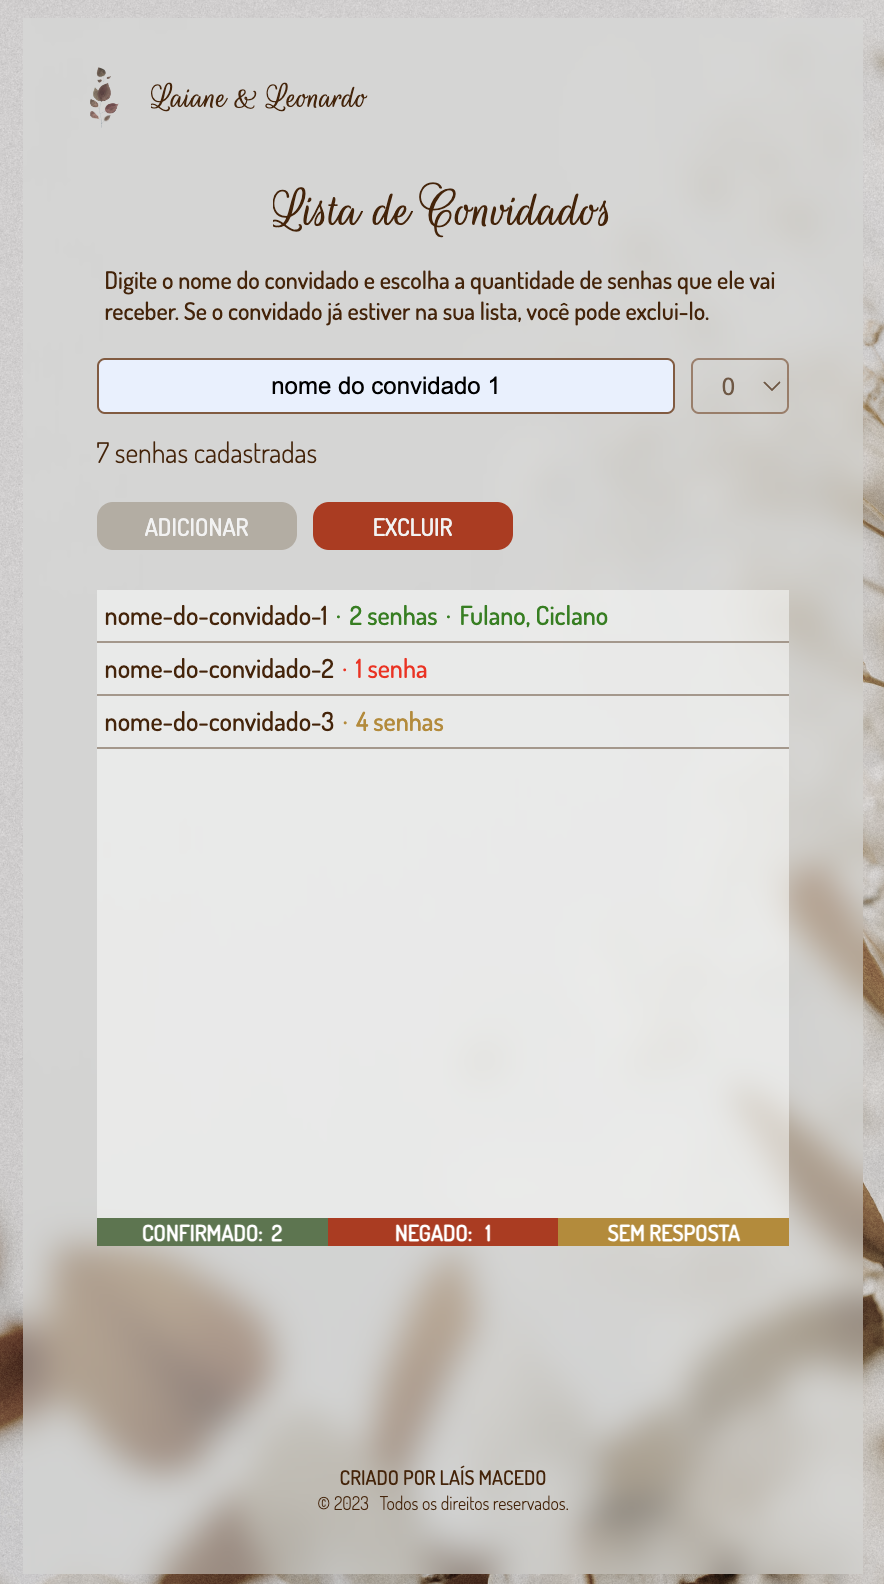 Laiane & Leonardo
Lista de Convidados
Digite o nome do convidado e escolha a quantidade de senhas que ele vai
receber. Se o convidado já estiver na sua lista, você pode exclui-lo.
nome do convidado 1 0
7 senhas cadastradas
ADICIONAR EXCLUIR
nome-do-convidado-1 · 2 senhas · Fulano, Ciclano
nome-do-convidado-2 · 1 senha
nome-do-convidado-3 · 4 senhas
CONFIRMADO: 2 NEGADO: 1 SEM RESPOSTA
CRIADO POR LAÍS MACEDO
© 2023 Todos os direitos reservados.